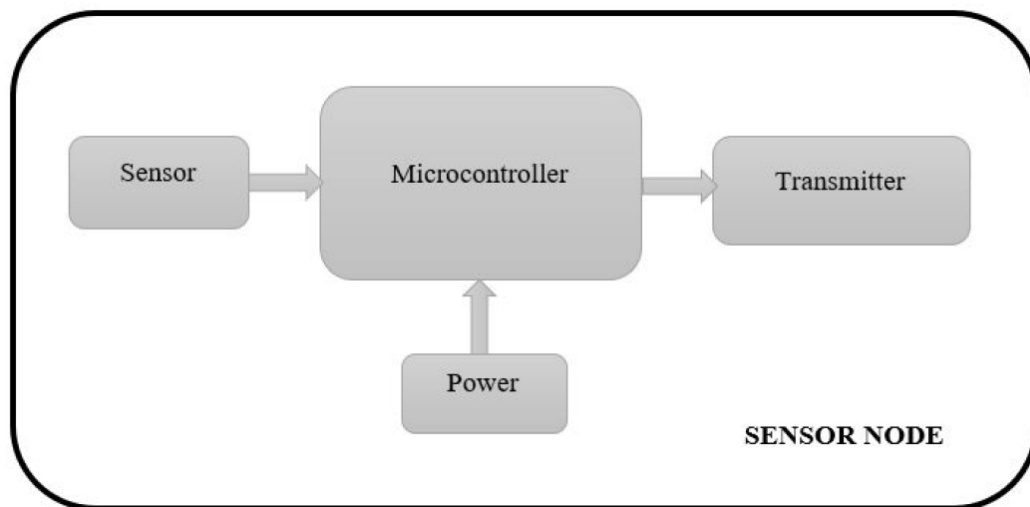 Sensor
Microcontroller
Transmitter
Power
SENSOR NODE